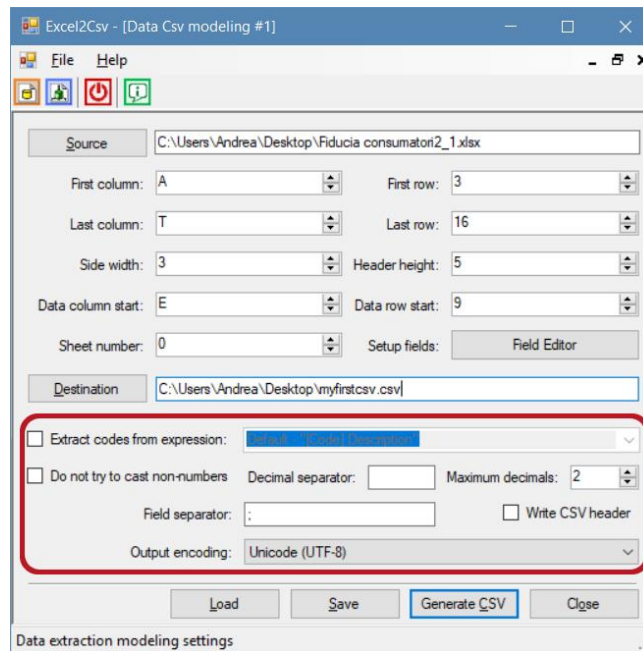 Excel2Csv - [Data Csv modeling #1]
File Help
Source C:\Users\Andrea\Desktop\Fiducia consumatori2_1.xlsx
First column: A First row: 3
Last column: T Last row: 16
Side width: 3 Header height: 5
Data column start: E Data row start: 9
Sheet number: 0 Setup fields: Field Editor
Destination C:\Users\Andrea\Desktop\myfirstcsv.csv
Extract codes from expression: Default - "[Code] Description"
Do not try to cast non-numbers Decimal separator: Maximum decimals: 2
Field separator: ; Write CSV header
Output encoding: Unicode (UTF-8)
Load Save Generate CSV Close
Data extraction modeling settings